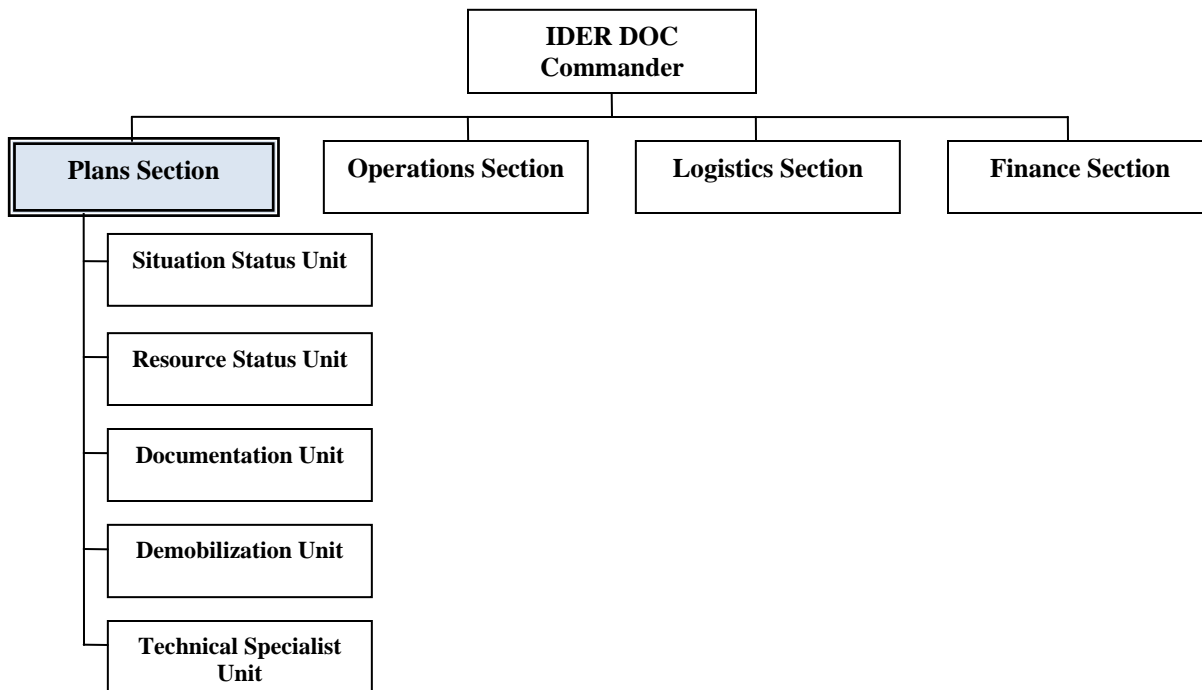 IDER DOC
Commander
Plans Section
Operations Section
Logistics Section
Finance Section
Situation Status Unit
Resource Status Unit
Documentation Unit
Demobilization Unit
Technical Specialist
Unit